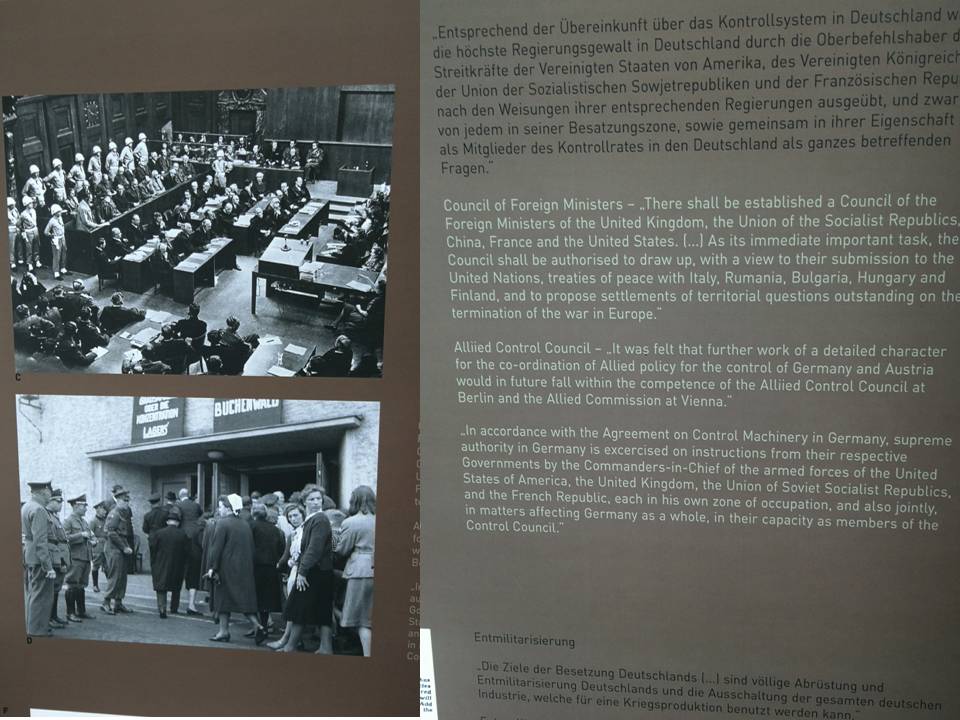 C
LAGERS
BUCHENWALD
D
F
„Entsprechend der Übereinkunft über das Kontrollsystem in Deutschland
die höchste Regierungsgewalt in Deutschland durch die Oberbefehlshaber
Streitkräfte der Vereinigten Staaten von Amerika, des Vereinigten Königreich
der Union der Sozialistischen Sowjetrepubliken und der Französischen Repu
nach den Weisungen ihrer entsprechenden Regierungen ausgeübt, und zwar
von jedem in seiner Besatzungszone, sowie gemeinsam in ihrer Eigenschaft
als Mitglieder des Kontrollrates in den Deutschland als ganzes betreffenden
Fragen.“
Council of Foreign Ministers – „There shall be established a Council of the
Foreign Ministers of the United Kingdom, the Union of the Socialist Republics,
China, France and the United States. (...) As its immediate important task, the
Council shall be authorised to draw up, with a view to their submission to the
United Nations, treaties of peace with Italy, Rumania, Bulgaria, Hungary and
Finland, and to propose settlements of territorial questions outstanding on the
termination of the war in Europe.“
Alliied Control Council – „It was felt that further work of a detailed character
for the co-ordination of Allied policy for the control of Germany and Austria
would in future fall within the competence of the Alliied Control Council at
Berlin and the Allied Commission at Vienna.“
„In accordance with the Agreement on Control Machinery in Germany, supreme
authority in Germany is excercised on instructions from their respective
Governments by the Commanders-in-Chief of the armed forces of the United
States of America, the United Kingdom, the Union of Soviet Socialist Republics,
and the French Republic, each in his own zone of occupation, and also jointly,
in matters affecting Germany as a whole, in their capacity as members of the
Control Council.“
Entmilitarisierung
„Die Ziele der Besetzung Deutschlands (...) sind völlige Abrüstung und
Entmilitarisierung Deutschlands und die Ausschaltung der gesamten deutschen
Industrie, welche für eine Kriegsproduktion benutzt werden kann.“